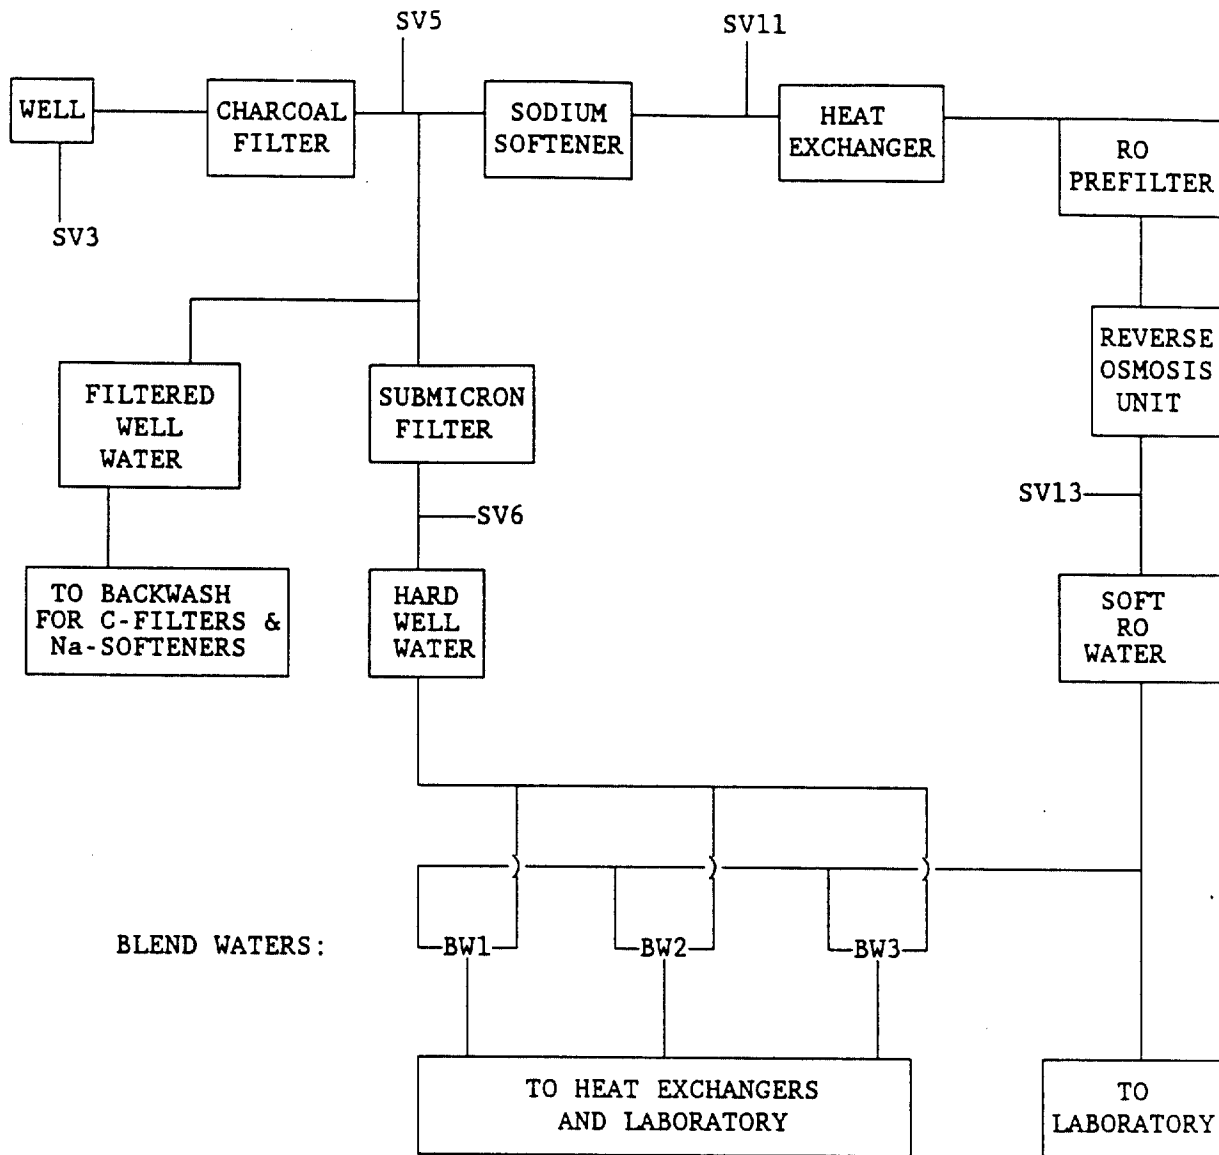 SV5
SV11
WELL
CHARCOAL
FILTER
SODIUM
SOFTENER
HEAT
EXCHANGER
RO
PREFILTER
SV3
FILTERED
WELL
WATER
SUBMICRON
FILTER
REVERSE
OSMOSIS
UNIT
SV6
SV13
TO BACKWASH
FOR C-FILTERS &
Na-SOFTENERS
HARD
WELL
WATER
SOFT
RO
WATER
BLEND WATERS:
BW1
BW2
BW3
TO HEAT EXCHANGERS
AND LABORATORY
TO
LABORATORY